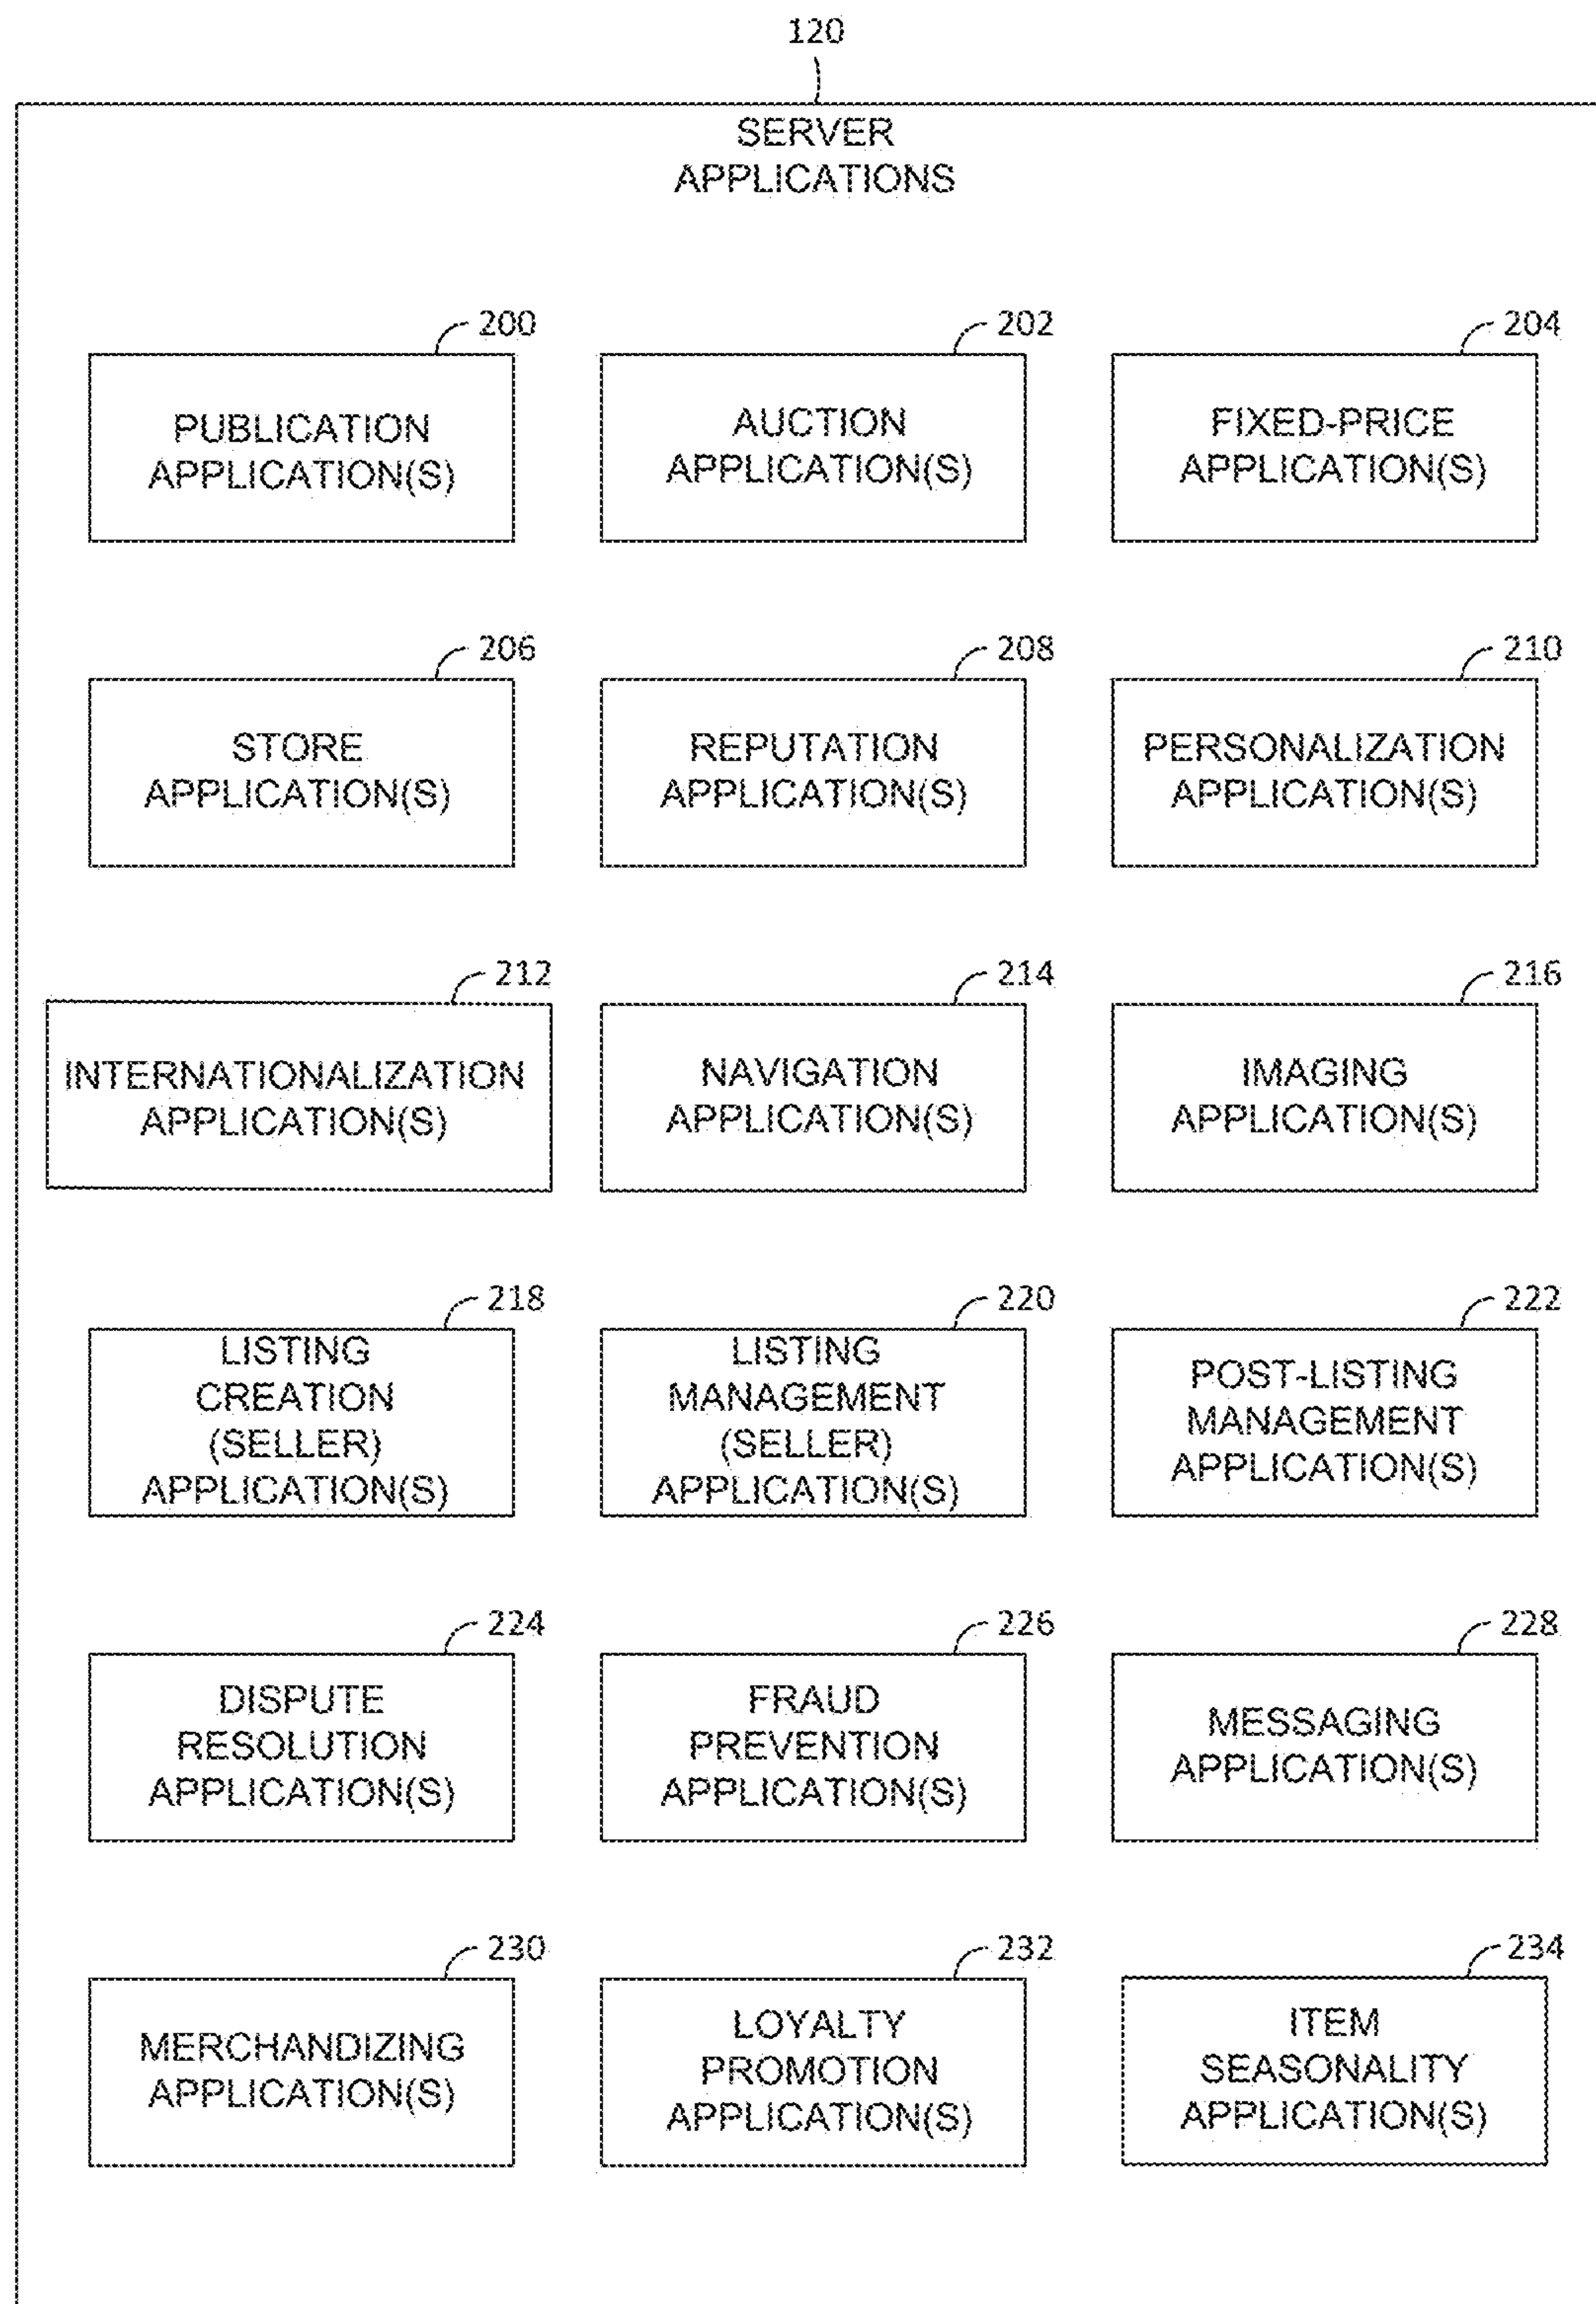 120
SERVER
APPLICATIONS
200
PUBLICATION
APPLICATION(S)
202
AUCTION
APPLICATION(S)
204
FIXED-PRICE
APPLICATION(S)
206
STORE
APPLICATION(S)
208
REPUTATION
APPLICATION(S)
210
PERSONALIZATION
APPLICATION(S)
212
INTERNATIONALIZATION
APPLICATION(S)
214
NAVIGATION
APPLICATION(S)
216
IMAGING
APPLICATION(S)
218
LISTING
CREATION
(SELLER)
APPLICATION(S)
220
LISTING
MANAGEMENT
(SELLER)
APPLICATION(S)
222
POST-LISTING
MANAGEMENT
APPLICATION(S)
224
DISPUTE
RESOLUTION
APPLICATION(S)
226
FRAUD
PREVENTION
APPLICATION(S)
228
MESSAGING
APPLICATION(S)
230
MERCHANDIZING
APPLICATION(S)
232
LOYALTY
PROMOTION
APPLICATION(S)
234
ITEM
SEASONALITY
APPLICATION(S)